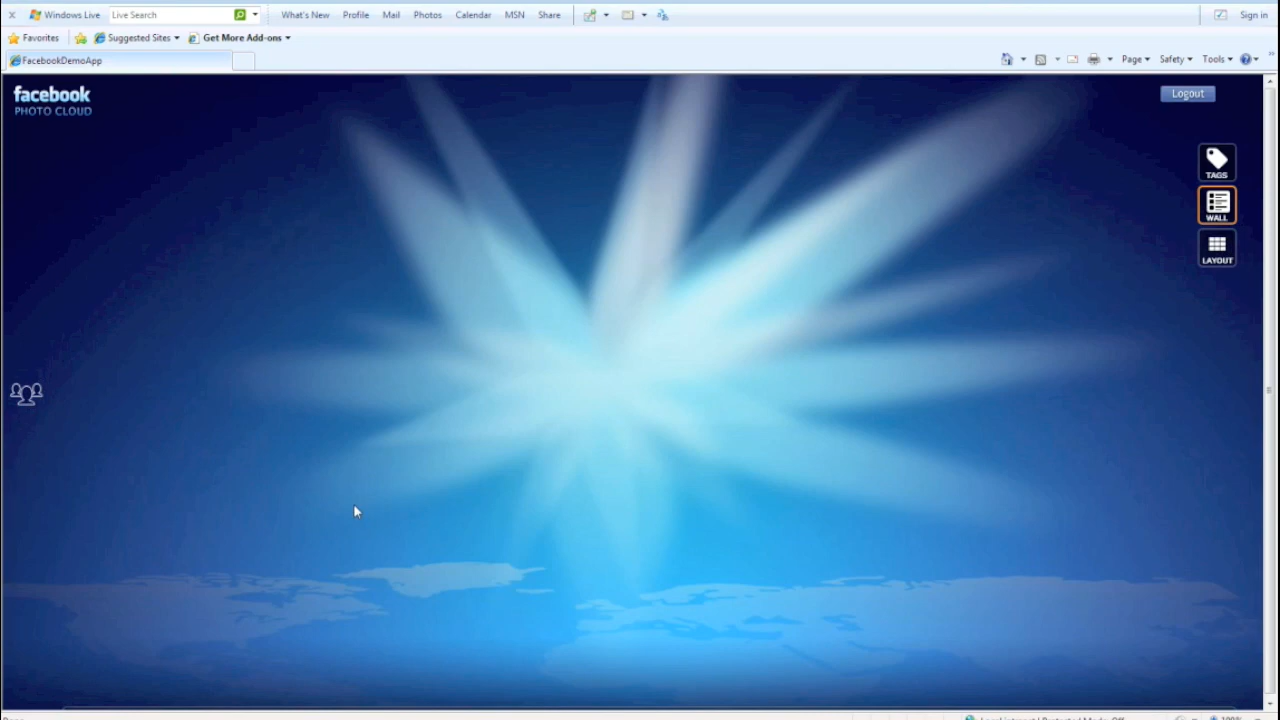 Windows Live Live Search What's New Profile Mail Photos Calendar MSN Share Sign in
Favorites Suggested Sites Get More Add-ons
FacebookDemoApp Page Safety Tools
facebook
PHOTO CLOUD
Logout
TAGS
WALL
LAYOUT